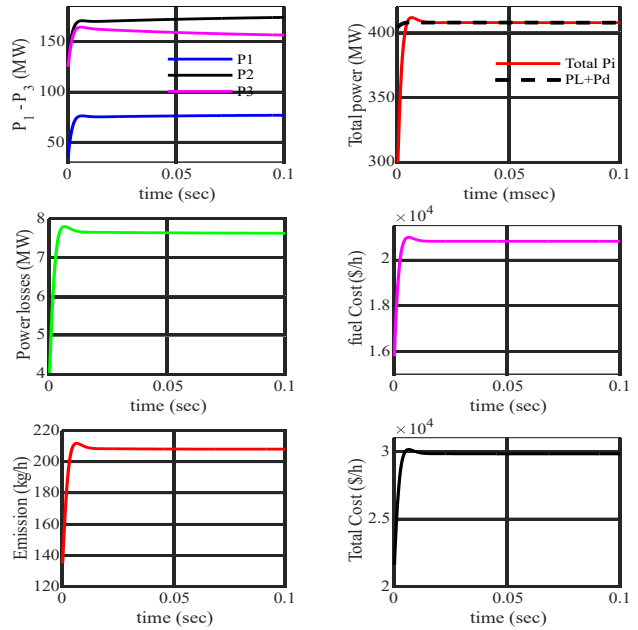 P₁ -P₃ (MW)
150
100
50
P1
P2
P3
0
0.05
0.1
time (sec)
Total power(MW)
400
350
300
Total Pi
PL+Pd
0
0.05
0.1
time (msec)
Power losses (MW)
8
7
6
5
4
0
0.05
0.1
time (sec)
fuel Cost ($/h)
×10⁴
2
1.8
1.6
0
0.05
0.1
time (sec)
Emission (kg/h)
220
200
180
160
140
120
0
0.05
0.1
time (sec)
Total Cost ($/h)
×10⁴
3
2.5
2
0
0.05
0.1
time (sec)